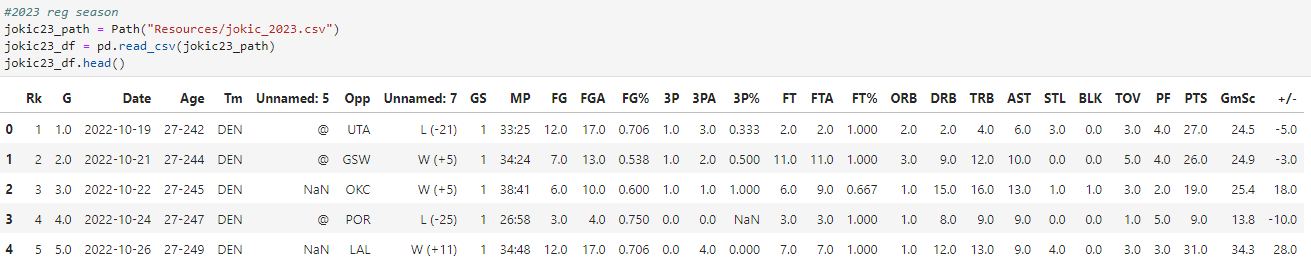 #2023 reg season
jokic23_path = Path("Resources/jokic_2023.csv")
jokic23_df = pd.read_csv(jokic23_path)
jokic23_df.head()
Rk G Date Age Tm Unnamed: 5 Opp Unnamed: 7 GS MP FG FGA FG% 3P 3PA 3P% FT FTA FT% ORB DRB TRB AST STL BLK TOV PF PTS GmSc +/-
0 1 1.0 2022-10-19 27-242 DEN @ UTA L (-21) 1 33:25 12.0 17.0 0.706 1.0 3.0 0.333 2.0 2.0 1.000 2.0 2.0 4.0 6.0 3.0 0.0 3.0 4.0 27.0 24.5 -5.0
1 2 2.0 2022-10-21 27-244 DEN @ GSW W (+5) 1 34:24 7.0 13.0 0.538 1.0 2.0 0.500 11.0 11.0 1.000 3.0 9.0 12.0 10.0 0.0 0.0 5.0 4.0 26.0 24.9 -3.0
2 3 3.0 2022-10-22 27-245 DEN NaN OKC W (+5) 1 38:41 6.0 10.0 0.600 1.0 1.0 1.000 6.0 9.0 0.667 1.0 15.0 16.0 13.0 1.0 1.0 3.0 2.0 19.0 25.4 18.0
3 4 4.0 2022-10-24 27-247 DEN @ POR L (-25) 1 26:58 3.0 4.0 0.750 0.0 0.0 NaN 3.0 3.0 1.000 1.0 8.0 9.0 9.0 0.0 0.0 1.0 5.0 9.0 13.8 -10.0
4 5 5.0 2022-10-26 27-249 DEN NaN LAL W (+11) 1 34:48 12.0 17.0 0.706 0.0 4.0 0.000 7.0 7.0 1.000 1.0 12.0 13.0 9.0 4.0 0.0 3.0 3.0 31.0 34.3 28.0